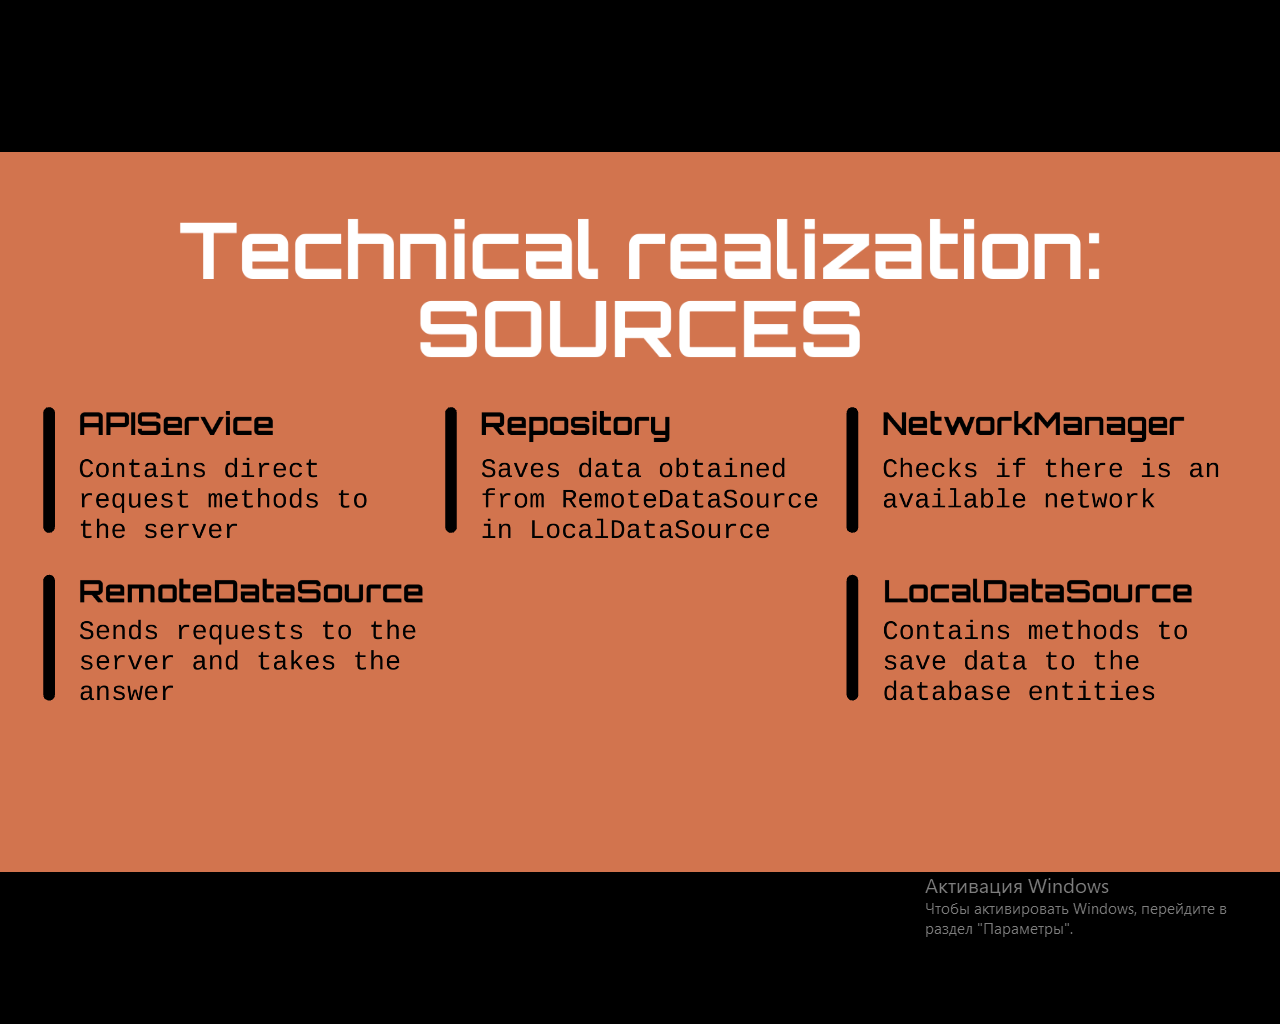 Technical realization:
SOURCES
APIService
Contains direct
request methods to
the server
Repository
Saves data obtained
from RemoteDataSource
in LocalDataSource
NetworkManager
Checks if there is an
available network
RemoteDataSource
Sends requests to the
server and takes the
answer
LocalDataSource
Contains methods to
save data to the
database entities
Активация Windows
Чтобы активировать Windows, перейдите в
раздел "Параметры".